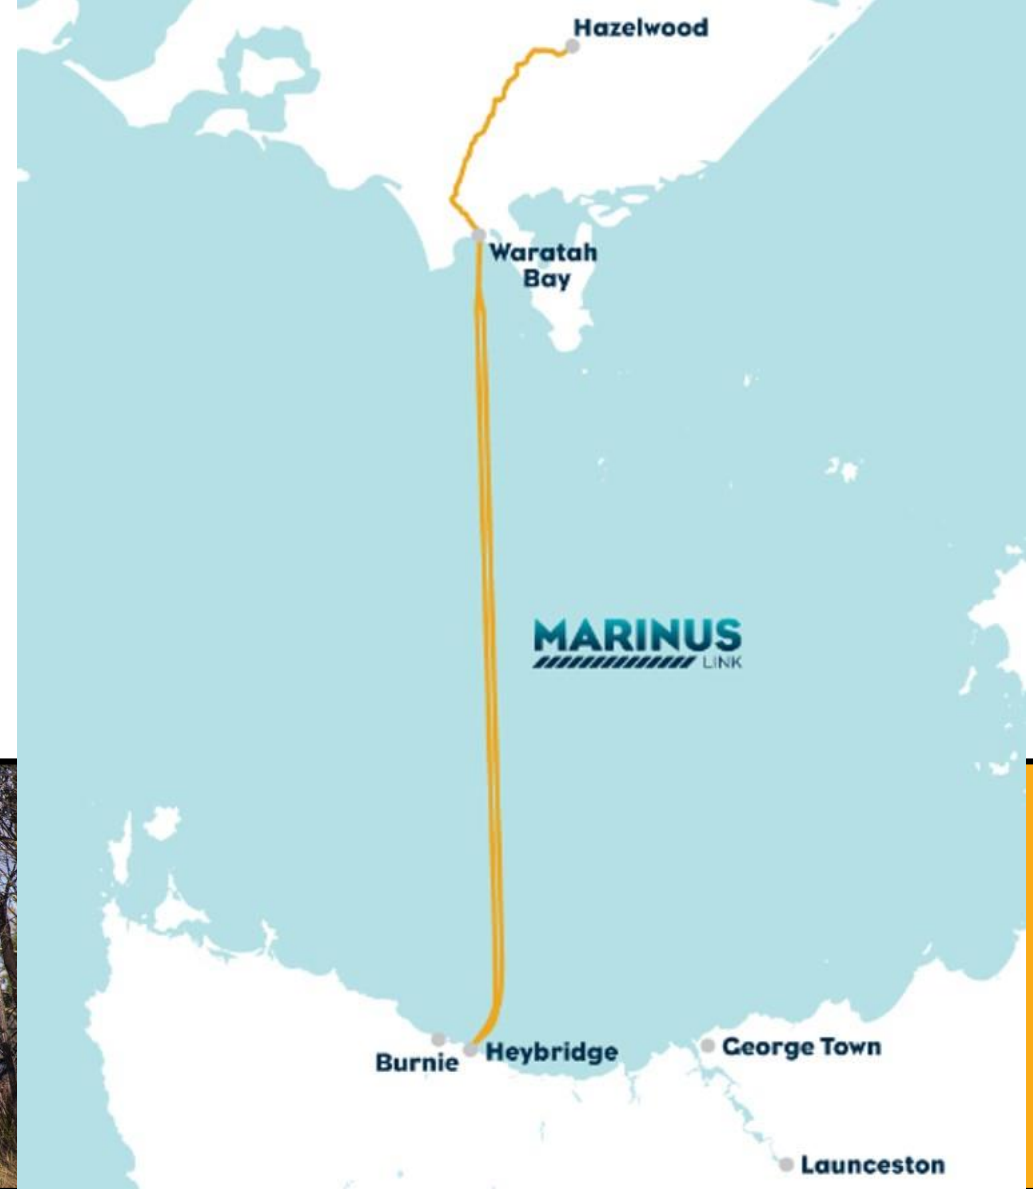 Hazelwood
Waratah
Bay
MARINUS
LINK
Burnie
Heybridge
George Town
Launceston